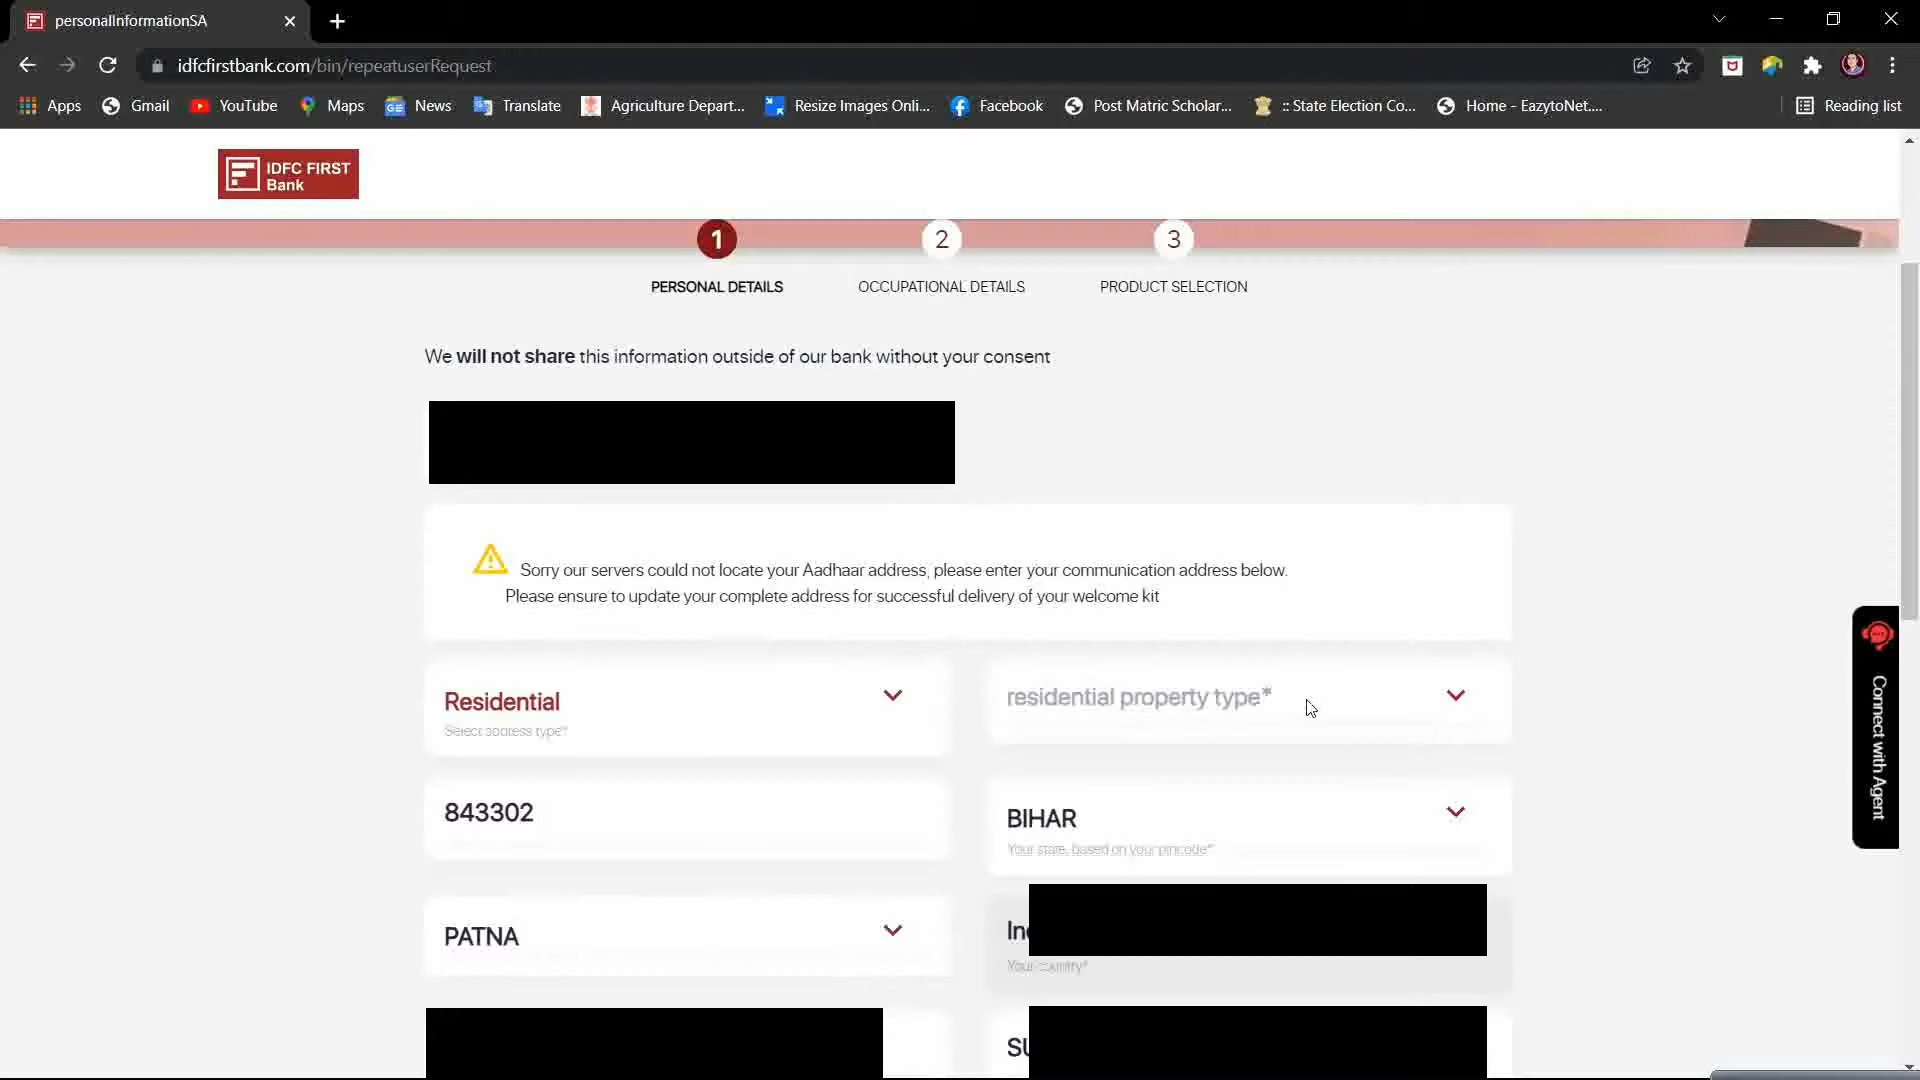 personalInformationSA
idfcfirstbank.com/bin/repeatuserRequest
Apps Gmail YouTube Maps News Translate Agriculture Depart... Resize Images Onli... Facebook Post Matric Scholar... :: State Election Co... Home - EazytoNet.... Reading list
IDFC FIRST
Bank
1 2 3
PERSONAL DETAILS OCCUPATIONAL DETAILS PRODUCT SELECTION
We will not share this information outside of our bank without your consent
Sorry our servers could not locate your Aadhaar address, please enter your communication address below.
Please ensure to update your complete address for successful delivery of your welcome kit
Residential
Select address type*
residential property type*
843302
BIHAR
Your state, based on your pincode*
PATNA
Your country*
Connect with Agent